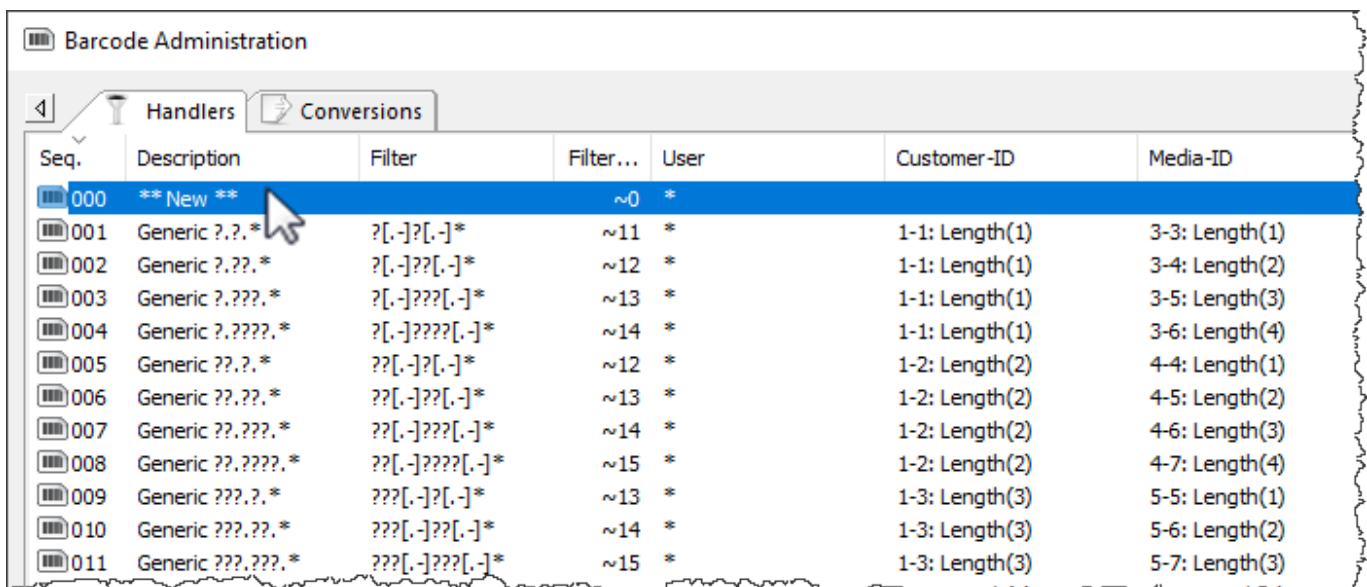 Barcode Administration
Handlers Conversions
Seq. Description Filter Filter... User Customer-ID Media-ID
000 ** New ** ~0 *
001 Generic ?.?.* ?[.-]?[.-]* ~11 * 1-1: Length(1) 3-3: Length(1)
002 Generic ?.??.* ?[.-]??[.-]* ~12 * 1-1: Length(1) 3-4: Length(2)
003 Generic ?.???.* ?[.-]???[.-]* ~13 * 1-1: Length(1) 3-5: Length(3)
004 Generic ?.????.* ?[.-]????[.-]* ~14 * 1-1: Length(1) 3-6: Length(4)
005 Generic ??.?.* ??[.-]?[.-]* ~12 * 1-2: Length(2) 4-4: Length(1)
006 Generic ??.??.* ??[.-]??[.-]* ~13 * 1-2: Length(2) 4-5: Length(2)
007 Generic ??.???.* ??[.-]???[.-]* ~14 * 1-2: Length(2) 4-6: Length(3)
008 Generic ??.????.* ??[.-]????[.-]* ~15 * 1-2: Length(2) 4-7: Length(4)
009 Generic ???.?.* ???[.-]?[.-]* ~13 * 1-3: Length(3) 5-5: Length(1)
010 Generic ???.??.* ???[.-]??[.-]* ~14 * 1-3: Length(3) 5-6: Length(2)
011 Generic ???.???.* ???[.-]???[.-]* ~15 * 1-3: Length(3) 5-7: Length(3)